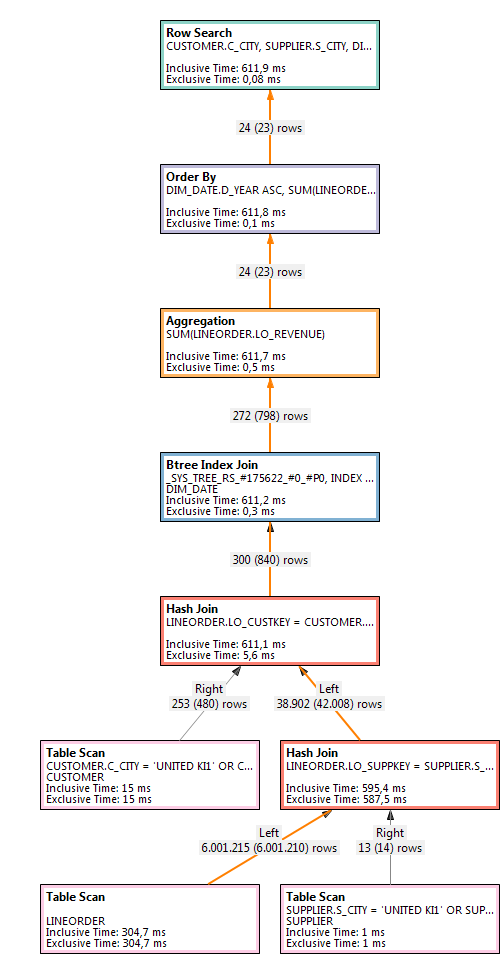 Row Search
CUSTOMER.C_CITY, SUPPLIER.S_CITY, DI...
Inclusive Time: 611,9 ms
Exclusive Time: 0,08 ms
24 (23) rows
Order By
DIM_DATE.D_YEAR ASC, SUM(LINEORDE...
Inclusive Time: 611,8 ms
Exclusive Time: 0,1 ms
24 (23) rows
Aggregation
SUM(LINEORDER.LO_REVENUE)
Inclusive Time: 611,7 ms
Exclusive Time: 0,5 ms
272 (798) rows
Btree Index Join
_SYS_TREE_RS_#175622_#0_#P0, INDEX ...
DIM_DATE
Inclusive Time: 611,2 ms
Exclusive Time: 0,3 ms
300 (840) rows
Hash Join
LINEORDER.LO_CUSTKEY = CUSTOMER....
Inclusive Time: 611,1 ms
Exclusive Time: 5,6 ms
Right
253 (480) rows
Left
38.902 (42.008) rows
Table Scan
CUSTOMER.C_CITY = 'UNITED KI1' OR C...
CUSTOMER
Inclusive Time: 15 ms
Exclusive Time: 15 ms
Hash Join
LINEORDER.LO_SUPPKEY = SUPPLIER.S_...
Inclusive Time: 595,4 ms
Exclusive Time: 587,5 ms
Left
6.001.215 (6.001.210) rows
Right
13 (14) rows
Table Scan
LINEORDER
Inclusive Time: 304,7 ms
Exclusive Time: 304,7 ms
Table Scan
SUPPLIER.S_CITY = 'UNITED KI1' OR SUP...
SUPPLIER
Inclusive Time: 1 ms
Exclusive Time: 1 ms